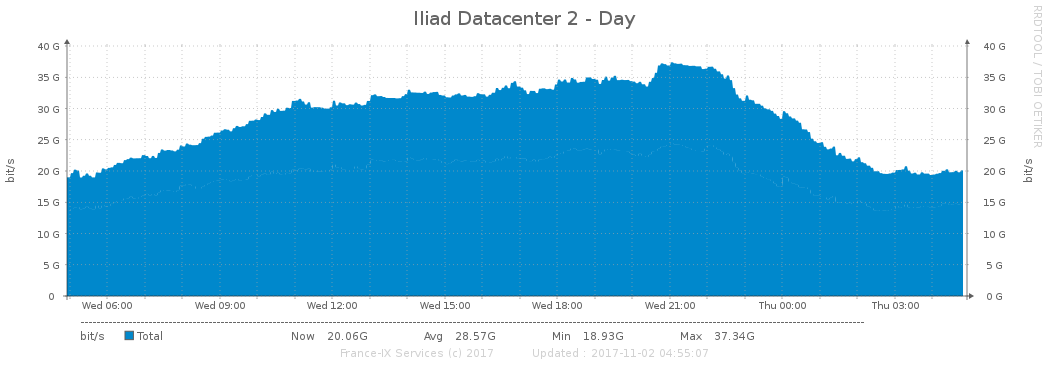 Iliad Datacenter 2 - Day
RRDTOOL / TOBI OETIKER
40 G 40 G
35 G 35 G
30 G 30 G
25 G 25 G
20 G 20 G
15 G 15 G
10 G 10 G
5 G 5 G
0 0 G
bit/s bit/s
Wed 06:00 Wed 09:00 Wed 12:00 Wed 15:00 Wed 18:00 Wed 21:00 Thu 00:00 Thu 03:00
bit/s Total Now 20.06G Avg 28.57G Min 18.93G Max 37.34G
France-IX Services (c) 2017 Updated : 2017-11-02 04:55:07